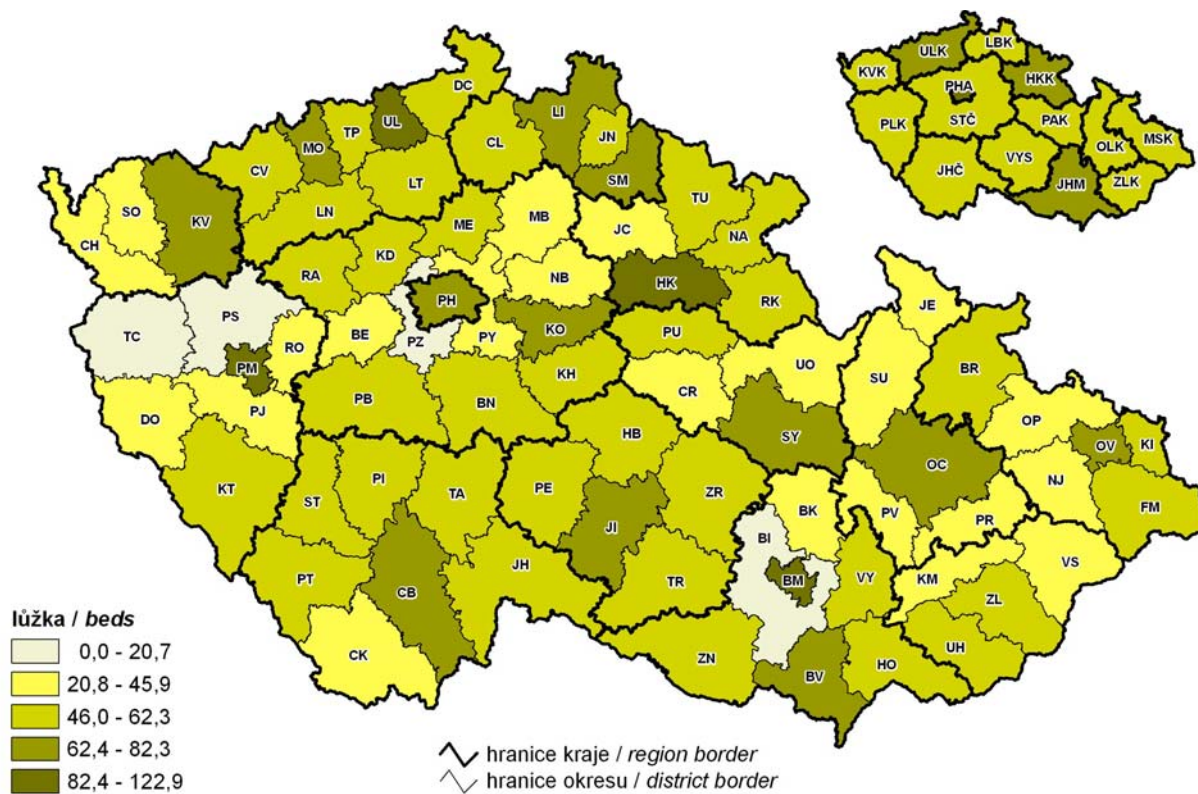 ULK
LBK
KVK
HKK
PHA
STČ
PLK
PAK
OLK
MSK
VYS
JHČ
JHM
ZLK
DC
UL
LI
TP
JN
MO
CL
CV
SM
LT
SO
KV
TU
LN
ME
MB
JC
CH
NA
KD
RA
NB
HK
PH
KO
RK
JE
TC
PS
BE
PZ
PY
PU
RO
PM
UO
SU
BR
KH
CR
DO
PJ
PB
BN
OP
HB
SY
OV
KI
OC
KT
ST
PI
TA
PE
ZR
NJ
JI
BK
PV
PR
FM
BI
PT
CB
JH
TR
BM
VY
KM
VS
ZL
CK
ZN
BV
HO
UH
lůžka / beds
0,0 - 20,7
20,8 - 45,9
46,0 - 62,3
62,4 - 82,3
82,4 - 122,9
hranice kraje / region border
hranice okresu / district border